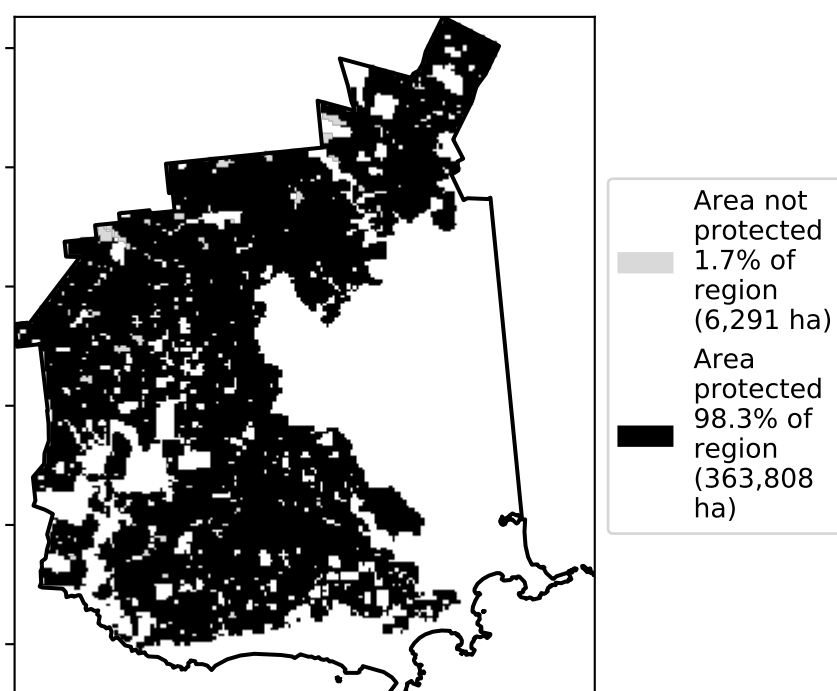 Area not
protected
1.7% of
region
(6,291 ha)
Area
protected
98.3% of
region
(363,808
ha)